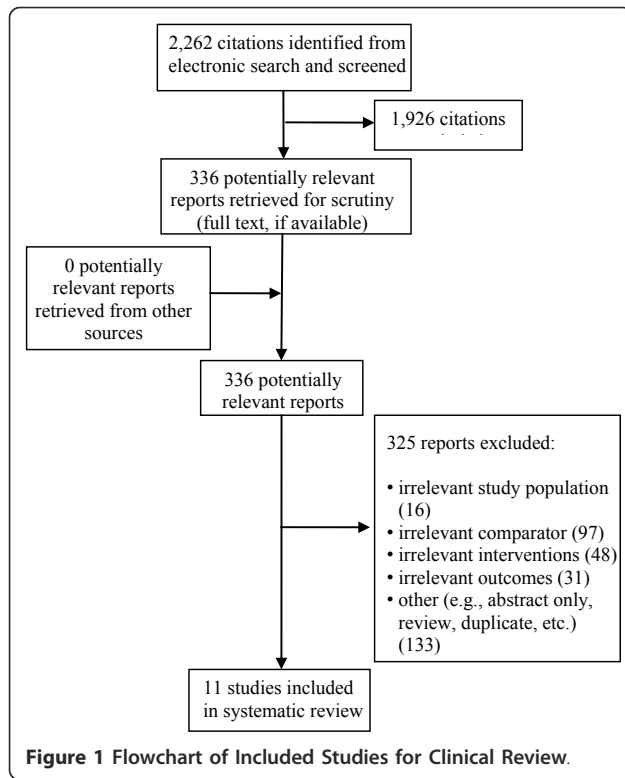 2,262 citations identified from
electronic search and screened
1,926 citations
336 potentially relevant
reports retrieved for scrutiny
(full text, if available)
0 potentially
relevant reports
retrieved from other
sources
336 potentially
relevant reports
325 reports excluded:
• irrelevant study population
(16)
• irrelevant comparator (97)
• irrelevant interventions (48)
• irrelevant outcomes (31)
• other (e.g., abstract only,
review, duplicate, etc.)
(133)
11 studies included
in systematic review
Figure 1 Flowchart of Included Studies for Clinical Review.